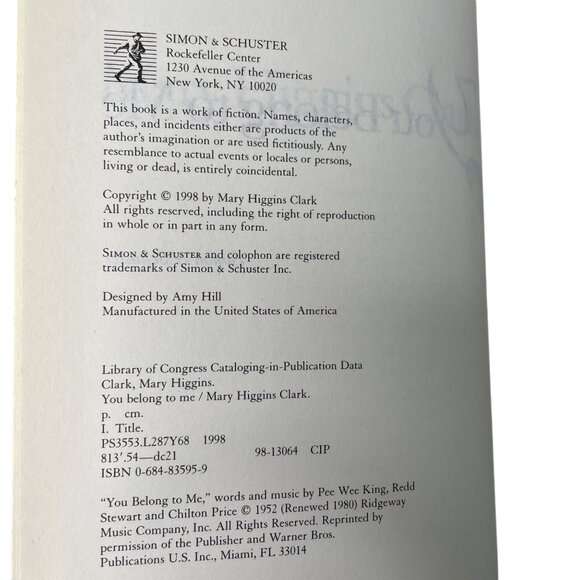 SIMON & SCHUSTER
Rockefeller Center
1230 Avenue of the Americas
New York, NY 10020
This book is a work of fiction. Names, characters,
places, and incidents either are products of the
author's imagination or are used fictitiously. Any
resemblance to actual events or locales or persons,
living or dead, is entirely coincidental.
Copyright © 1998 by Mary Higgins Clark
All rights reserved, including the right of reproduction
in whole or in part in any form.
SIMON & SCHUSTER and colophon are registered
trademarks of Simon & Schuster Inc.
Designed by Amy Hill
Manufactured in the United States of America
Library of Congress Cataloging-in-Publication Data
Clark, Mary Higgins.
You belong to me / Mary Higgins Clark.
p. cm.
I. Title.
PS3553.L287Y68 1998
813'.54—dc21 98-13064 CIP
ISBN 0-684-83595-9
"You Belong to Me," words and music by Pee Wee King, Redd
Stewart and Chilton Price © 1952 (Renewed 1980) Ridgeway
Music Company, Inc. All Rights Reserved. Reprinted by
permission of the Publisher and Warner Bros.
Publications U.S. Inc., Miami, FL 33014